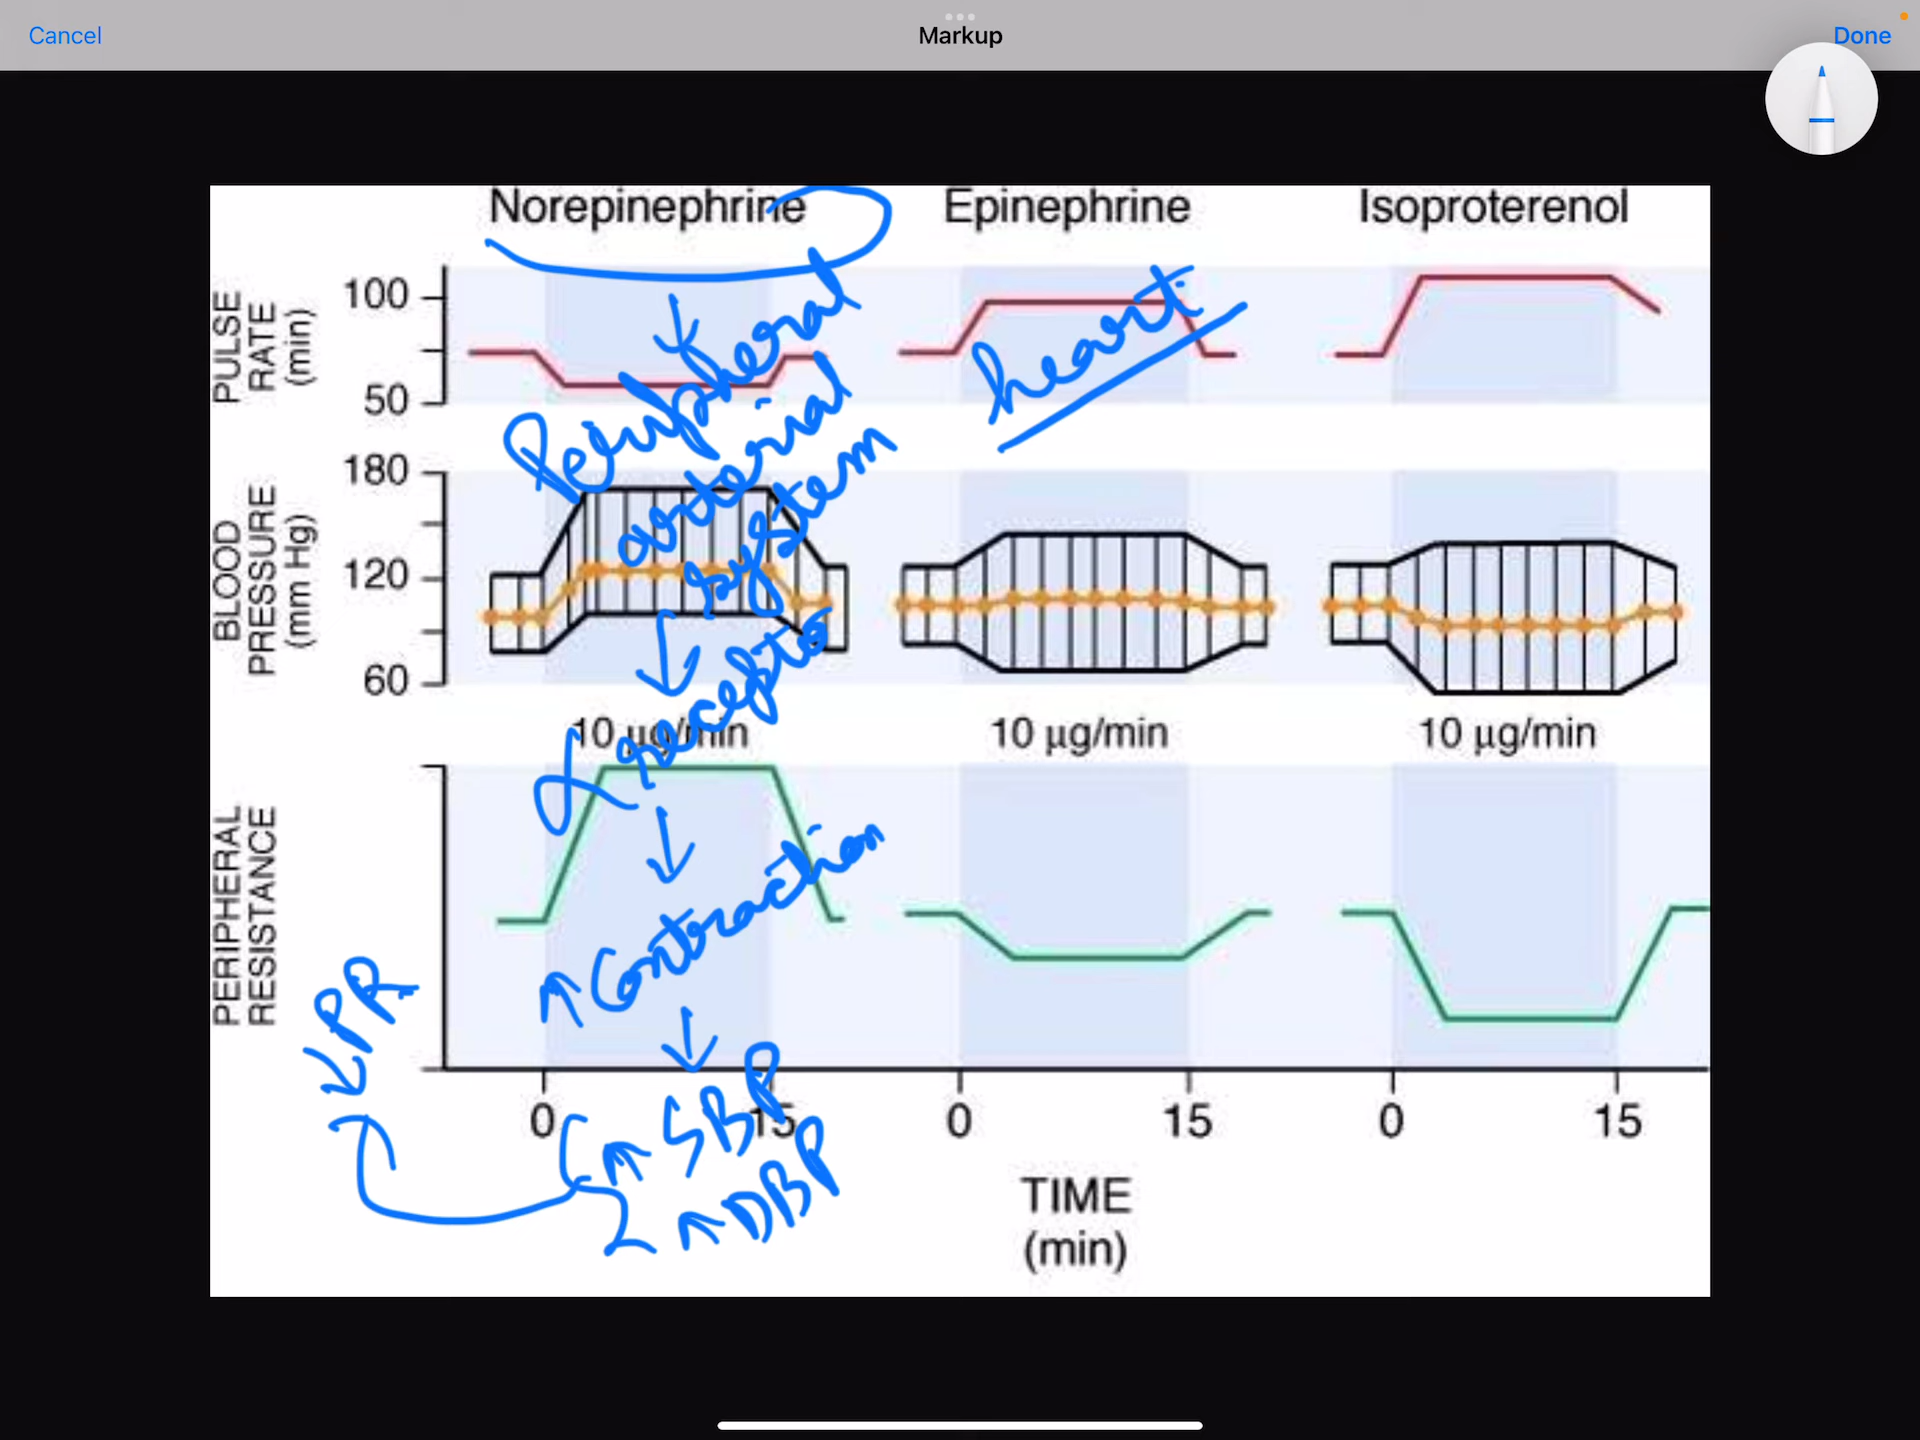 Cancel
Markup
Done
Norepinephrine
Epinephrine
Isoproterenol
PULSE
RATE
(min)
100
50
Peripheral
arterial
system
heart
BLOOD
PRESSURE
(mm Hg)
180
120
60
α receptor
10 µg/min
10 µg/min
10 µg/min
PERIPHERAL
RESISTANCE
↑ Contraction
PR
0
15
0
15
0
15
↑ SBP
↑ DBP
TIME
(min)